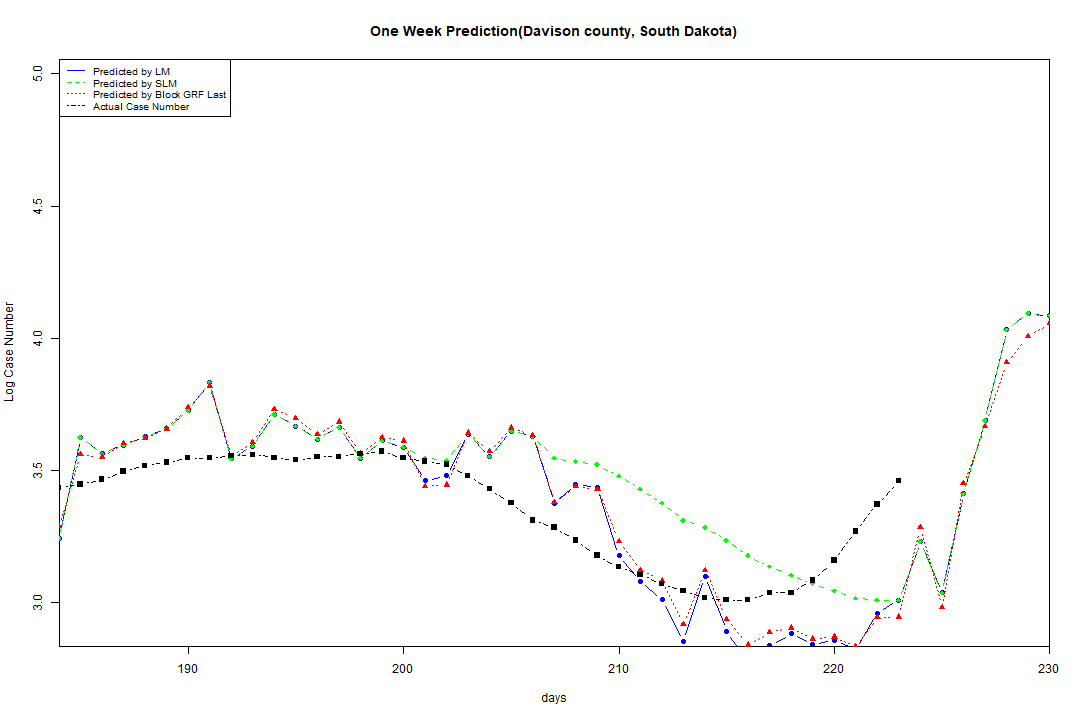 One Week Prediction(Davison county, South Dakota)
Predicted by LM
Predicted by SLM
Predicted by Block GRF Last
Actual Case Number
5.0
4.5
4.0
3.5
3.0
Log Case Number
190 200 210 220 230
days